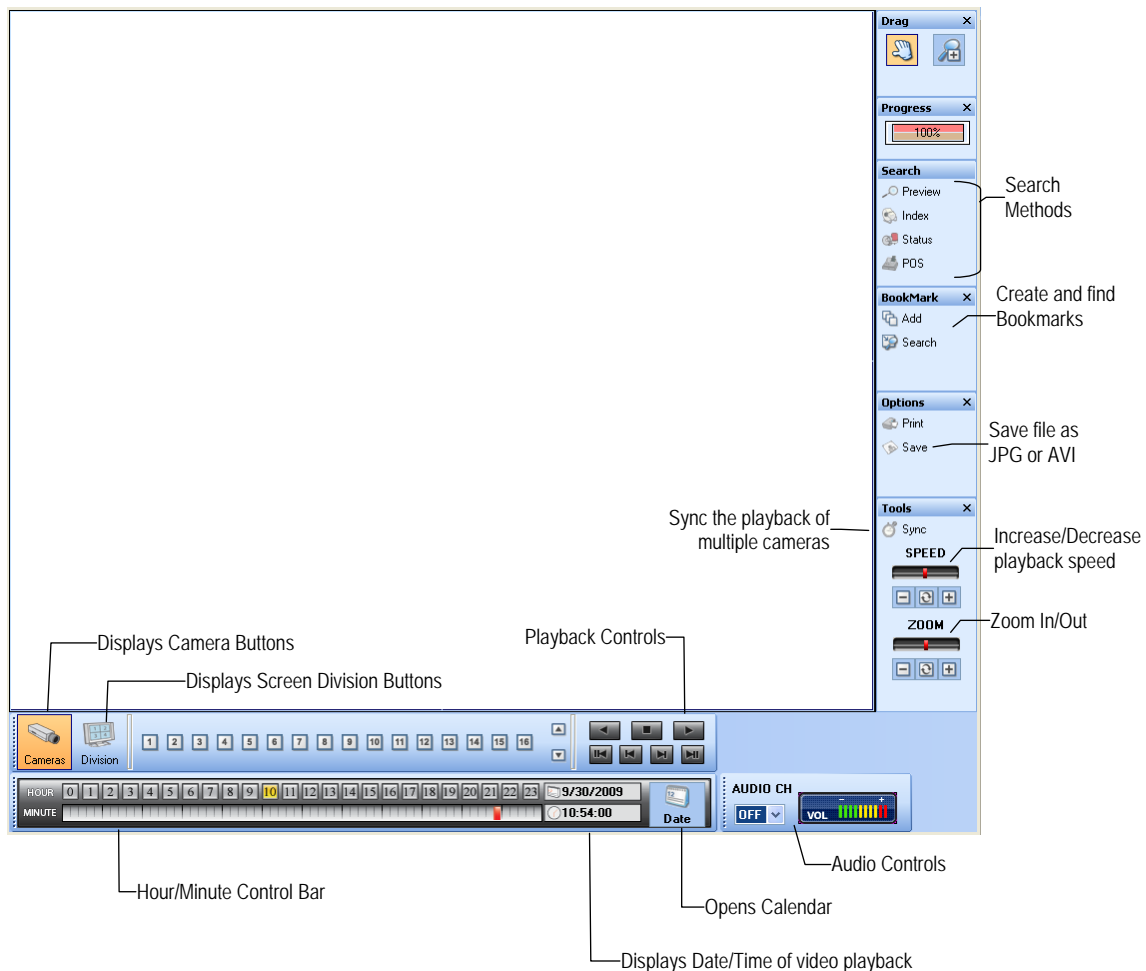 Drag
Progress
100%
Search
Preview
Index
Status
POS
Search
Methods
BookMark
Add
Search
Create and find
Bookmarks
Options
Print
Save
Save file as
JPG or AVI
Tools
Sync
SPEED
ZOOM
Sync the playback of
multiple cameras
Increase/Decrease
playback speed
Zoom In/Out
Displays Camera Buttons
Playback Controls
Displays Screen Division Buttons
Cameras
Division
1 2 3 4 5 6 7 8 9 10 11 12 13 14 15 16
HOUR 0 1 2 3 4 5 6 7 8 9 10 11 12 13 14 15 16 17 18 19 20 21 22 23 9/30/2009
MINUTE 10:54:00
12
Date
AUDIO CH
OFF
VOL - +
Audio Controls
Hour/Minute Control Bar
Opens Calendar
Displays Date/Time of video playback